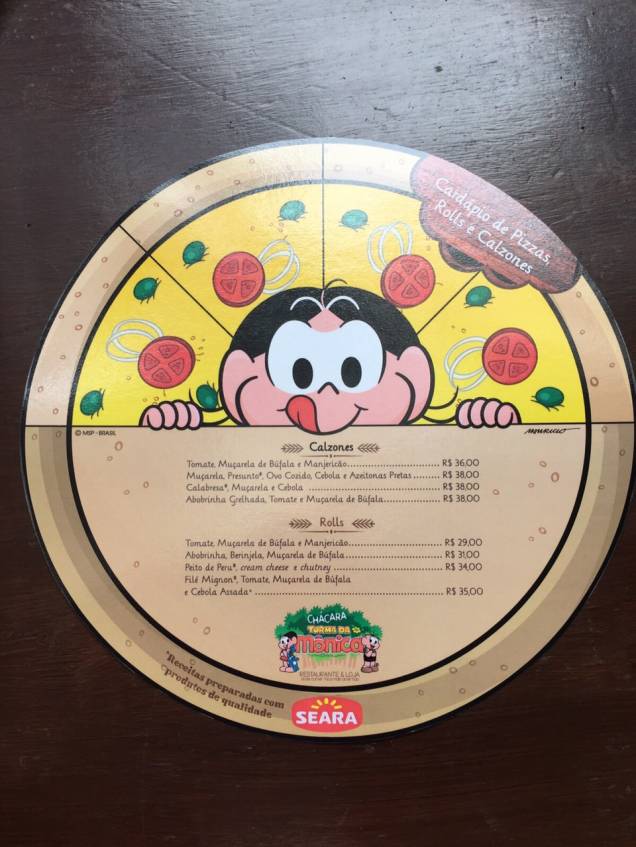 Cardápio de Pizzas,
Rolls e Calzones
© MSP - BRASIL
MAURICIO
Calzones
Tomate, Muçarela de Búfala e Manjericão........................ R$ 36,00
Muçarela, Presunto*, Ovo Cozido, Cebola e Azeitonas Pretas ....... R$ 38,00
Calabresa*, Muçarela e Cebola .................................. R$ 38,00
Abobrinha Grelhada, Tomate e Muçarela de Búfala............... R$ 38,00
Rolls
Tomate, Muçarela de Búfala e Manjericão........................ R$ 29,00
Abobrinha, Berinjela, Muçarela de Búfala......................... R$ 31,00
Peito de Peru*, cream cheese e chutney ........................... R$ 34,00
Filé Mignon*, Tomate, Muçarela de Búfala
e Cebola Assada* ................................................ R$ 35,00
CHÁCARA
TURMA DA
Mônica
RESTAURANTE & LOJA
*Receitas preparadas com
produtos de qualidade
SEARA